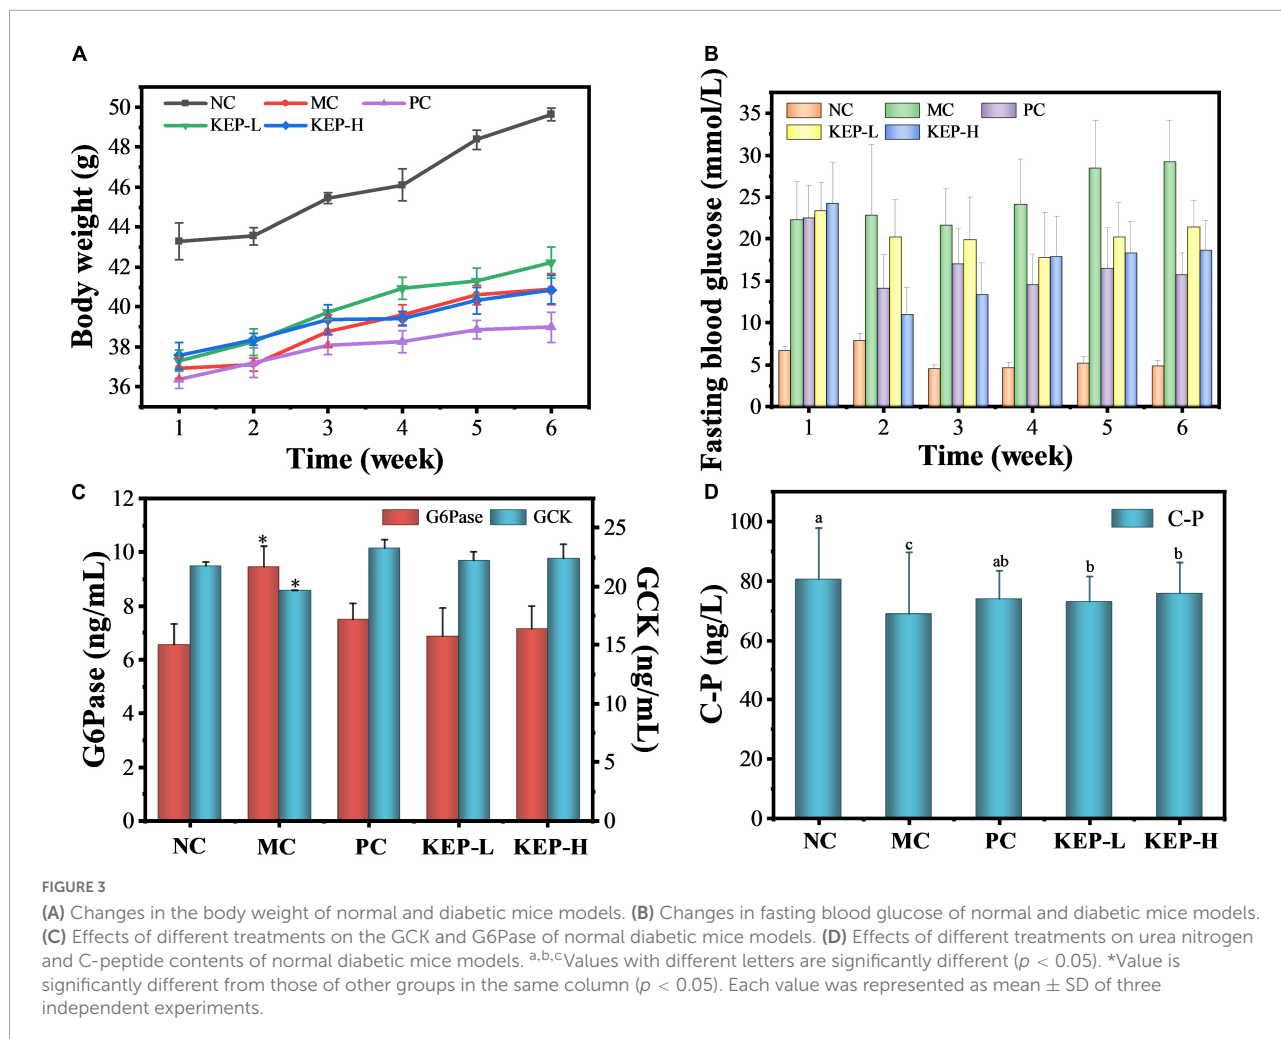 A
NC MC PC
KEP-L KEP-H
50
48
46
44
42
40
38
36
Body weight (g)
1 2 3 4 5 6
Time (week)
B
NC MC PC
KEP-L KEP-H
35
30
25
20
15
10
5
0
Fasting blood glucose (mmol/L)
1 2 3 4 5 6
Time (week)
C
G6Pase GCK
12
10
8
6
4
2
0
G6Pase (ng/mL)
* *
25
20
15
10
5
0
GCK (ng/mL)
NC MC PC KEP-L KEP-H
D
C-P
100
80
60
40
20
0
C-P (ng/L)
a c ab b b
NC MC PC KEP-L KEP-H
FIGURE 3
(A) Changes in the body weight of normal and diabetic mice models. (B) Changes in fasting blood glucose of normal and diabetic mice models.
(C) Effects of different treatments on the GCK and G6Pase of normal diabetic mice models. (D) Effects of different treatments on urea nitrogen
and C-peptide contents of normal diabetic mice models. a,b,cValues with different letters are significantly different (p < 0.05). *Value is
significantly different from those of other groups in the same column (p < 0.05). Each value was represented as mean ± SD of three
independent experiments.